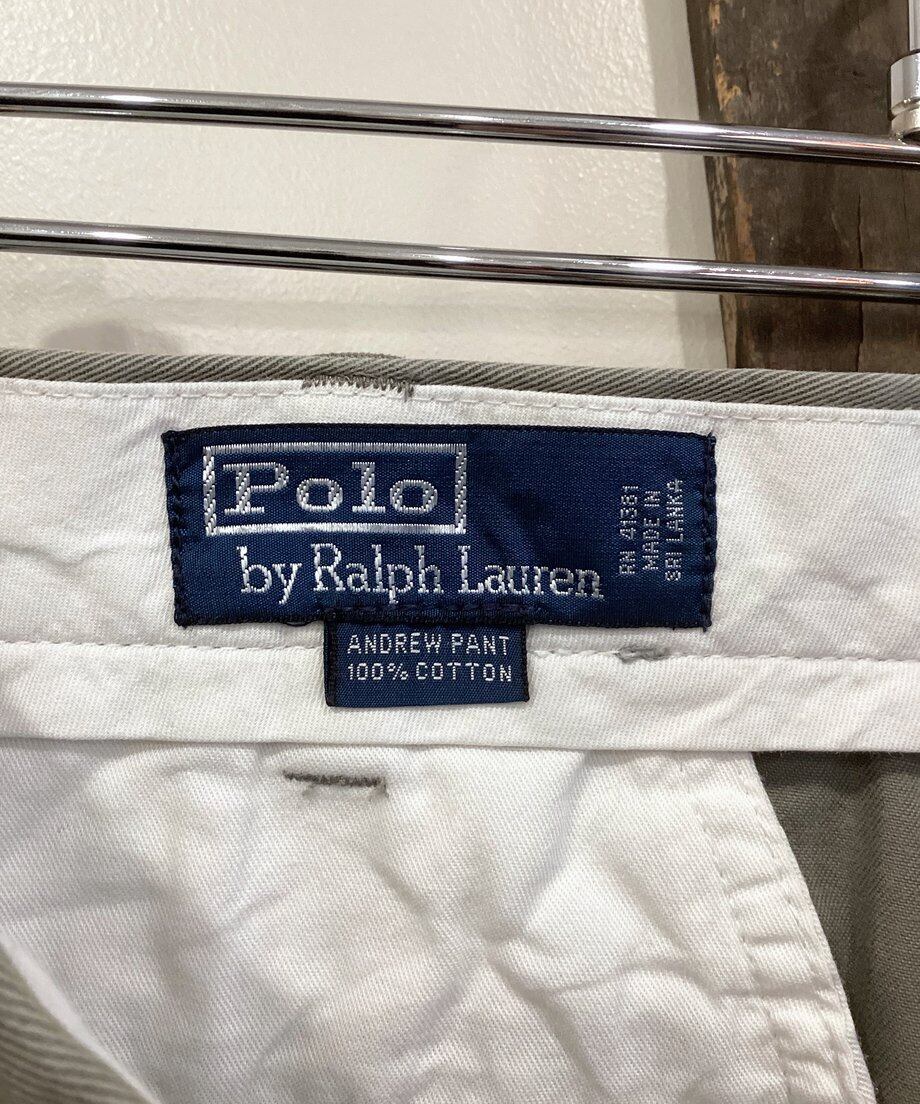 Polo
by Ralph Lauren
RN 41381
MADE IN
SRI LANKA
ANDREW PANT
100% COTTON